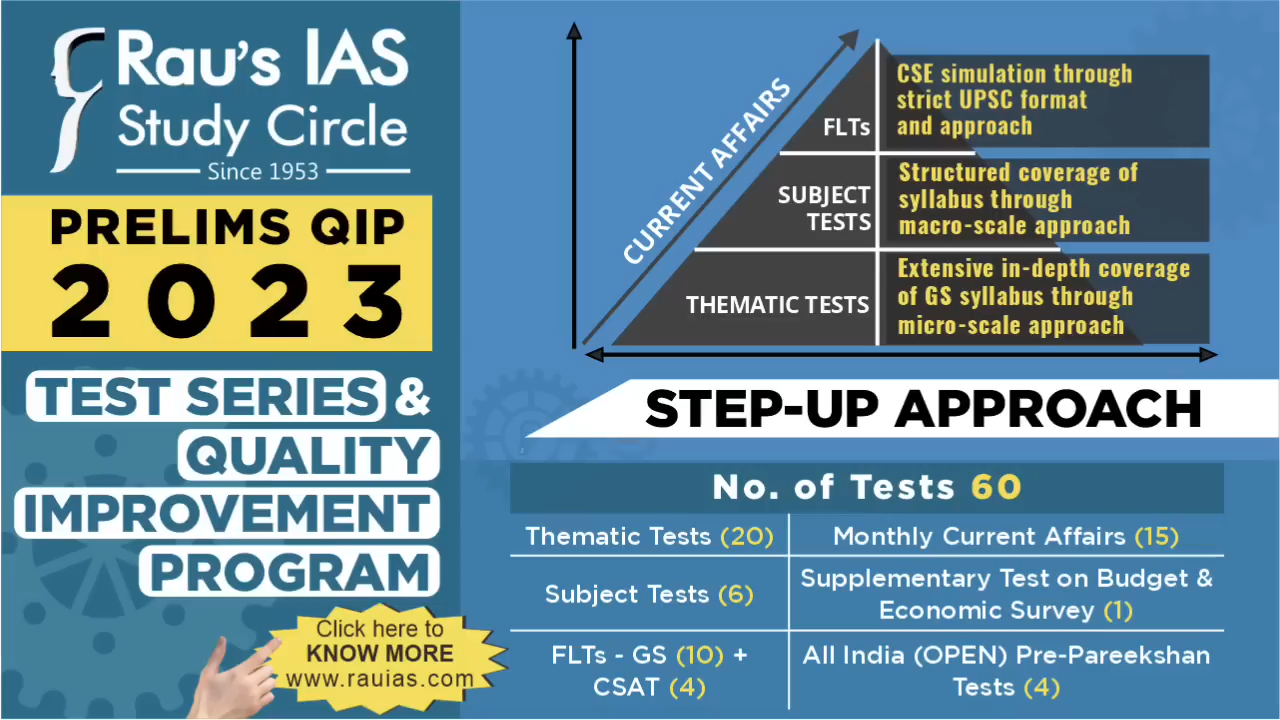 Rau's IAS
Study Circle
Since 1953
PRELIMS QIP
2023
TEST SERIES &
QUALITY
IMPROVEMENT
PROGRAM
Click here to
KNOW MORE
www.rauias.com
CURRENT AFFAIRS
FLTs
CSE simulation through
strict UPSC format
and approach
SUBJECT
TESTS
Structured coverage of
syllabus through
macro-scale approach
THEMATIC TESTS
Extensive in-depth coverage
of GS syllabus through
micro-scale approach
STEP-UP APPROACH
No. of Tests 60
Thematic Tests (20)
Monthly Current Affairs (15)
Subject Tests (6)
Supplementary Test on Budget &
Economic Survey (1)
FLTs - GS (10) +
CSAT (4)
All India (OPEN) Pre-Pareekshan
Tests (4)